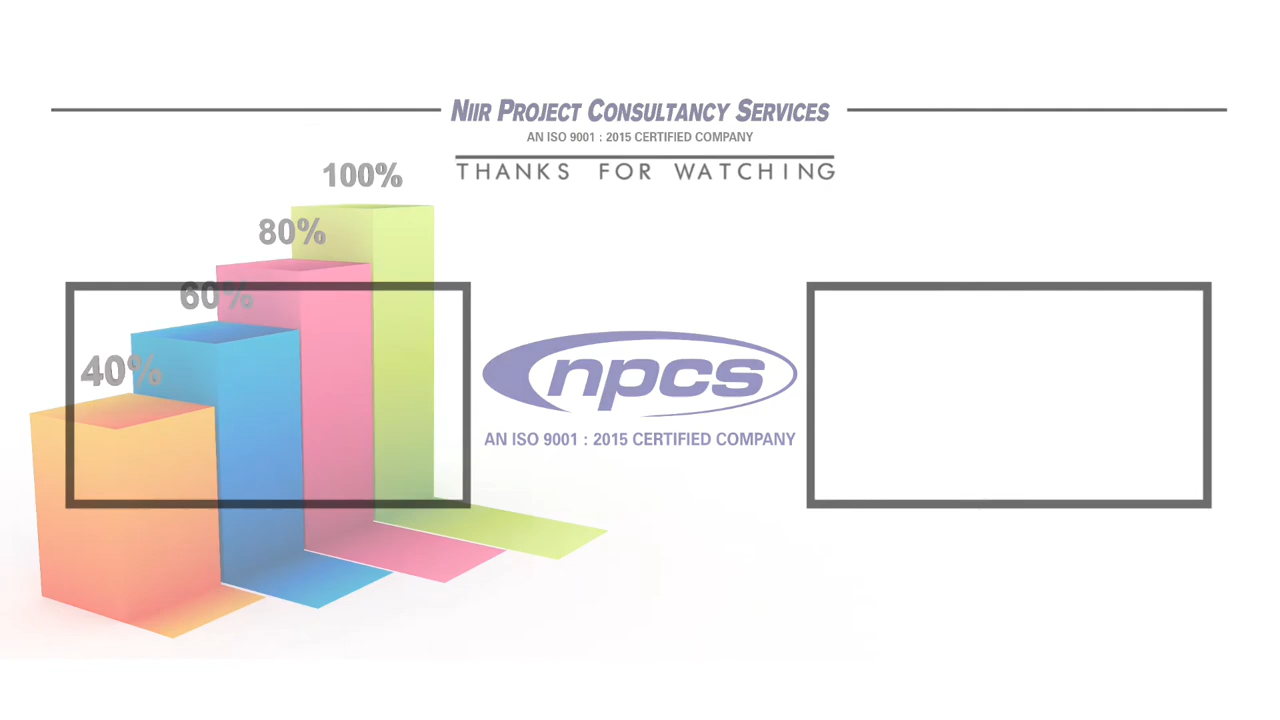 NIIR PROJECT CONSULTANCY SERVICES
AN ISO 9001 : 2015 CERTIFIED COMPANY
THANKS FOR WATCHING
100%
80%
60%
40%
npcs
AN ISO 9001 : 2015 CERTIFIED COMPANY